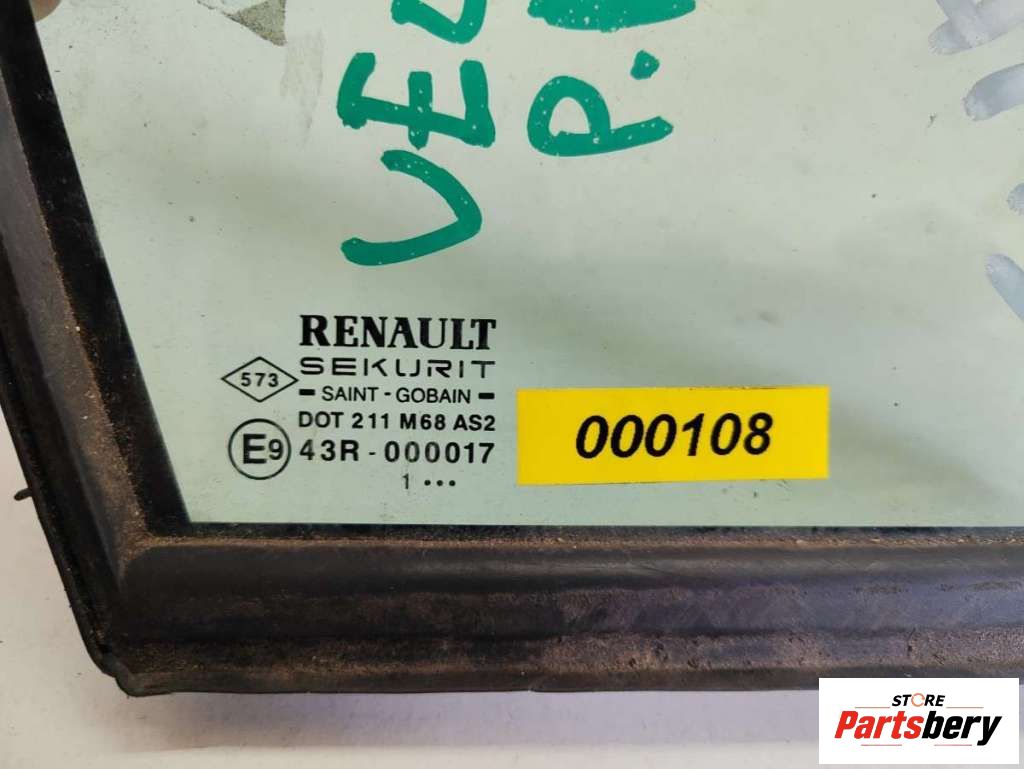 RENAULT
SEKURIT
573
SAINT - GOBAIN
DOT 211 M68 AS2
E9
43R - 000017
1 •••
000108
STORE
Partsbery